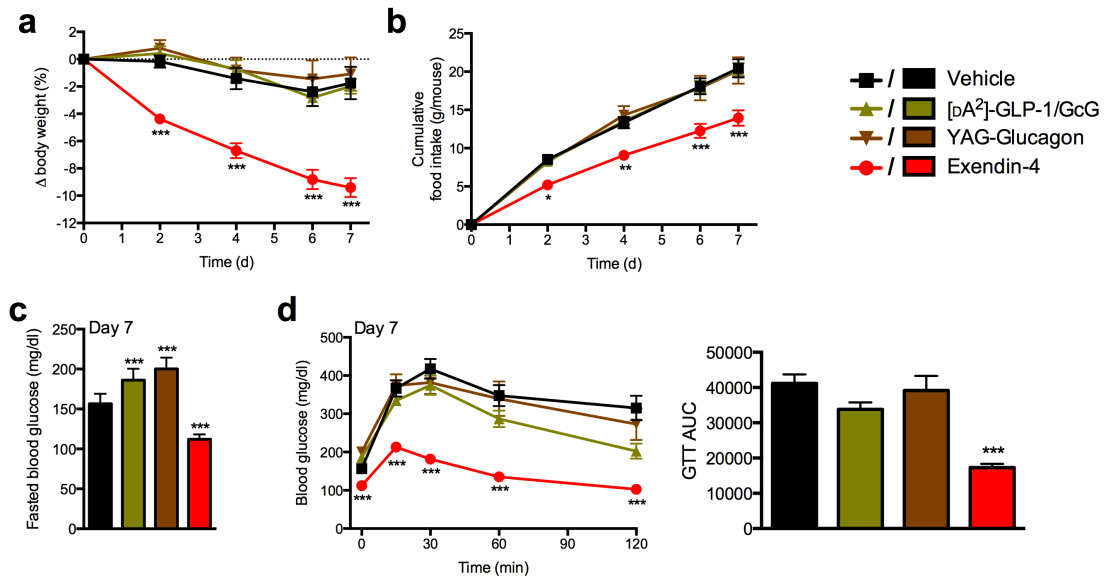 a
2
0
-2
-4
-6
-8
-10
-12
Δ body weight (%)
***
***
***
***
0 1 2 3 4 5 6 7
Time (d)
b
25
20
15
10
5
0
Cumulative
food intake (g/mouse)
*
**
***
***
0 1 2 3 4 5 6 7
Time (d)
/ Vehicle
/ [DA²]-GLP-1/GcG
/ YAG-Glucagon
/ Exendin-4
c
Day 7
250
200
150
100
50
0
Fasted blood glucose (mg/dl)
***
***
***
d
Day 7
500
400
300
200
100
0
Blood glucose (mg/dl)
***
***
***
***
***
0 30 60 90 120
Time (min)
50000
40000
30000
20000
10000
0
GTT AUC
***